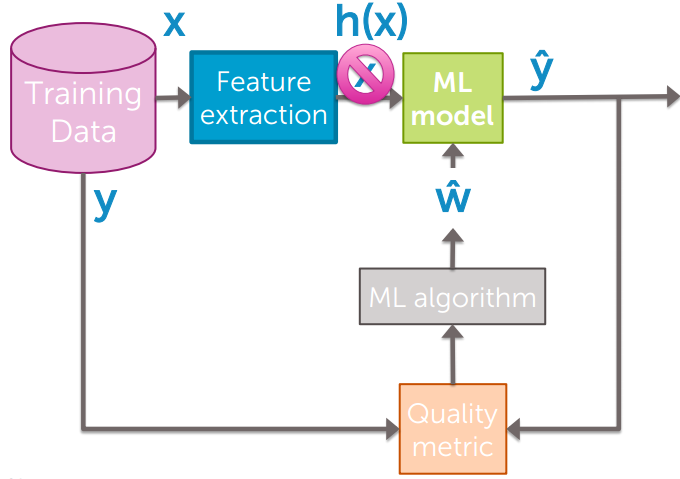 x
h(x)
Training
Data
Feature
extraction
x
ML
model
ŷ
y
ŵ
ML algorithm
Quality
metric